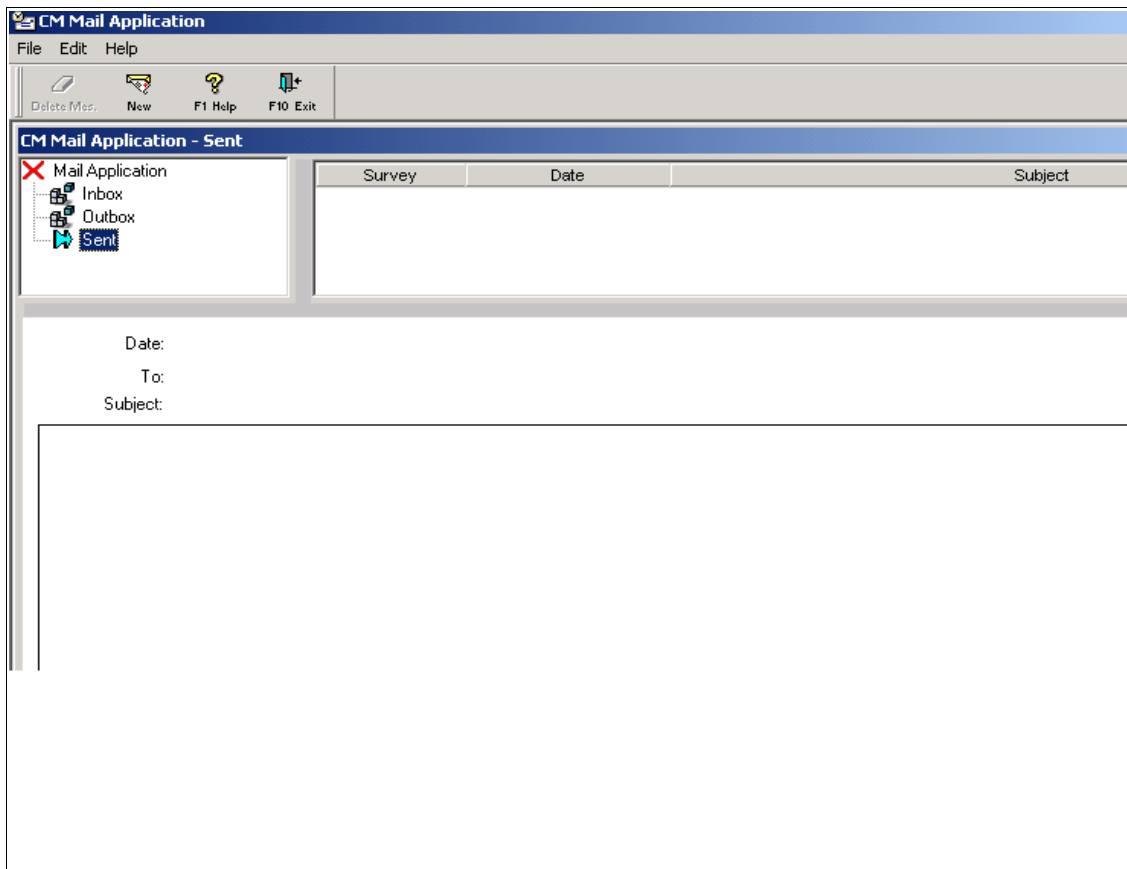 CM Mail Application
File Edit Help
Delete Mes. New F1 Help F10 Exit
CM Mail Application - Sent
Mail Application
Inbox
Outbox
Sent
Survey Date Subject
Date:
To:
Subject: